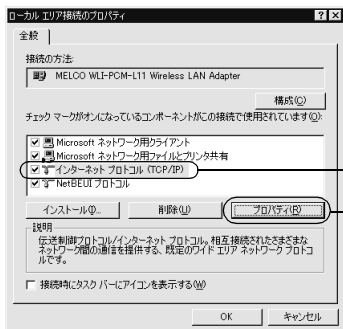 ローカル エリア接続のプロパティ
全般
接続の方法:
MELCO WLI-PCM-L11 Wireless LAN Adapter
構成(C)
チェック マークがオンになっているコンポーネントがこの接続で使用されています(O):
Microsoft ネットワーク用クライアント
Microsoft ネットワーク用ファイルとプリンタ共有
インターネット プロトコル (TCP/IP)
NetBEUI プロトコル
インストール(I)...
削除(U)
プロパティ(R)
説明
伝送制御プロトコル/インターネット プロトコル。相互接続されたさまざまな
ネットワーク間の通信を提供する、既定のワイド エリア ネットワーク プロトコ
ルです。
接続時にタスク バーにアイコンを表示する(W)
OK
キャンセル